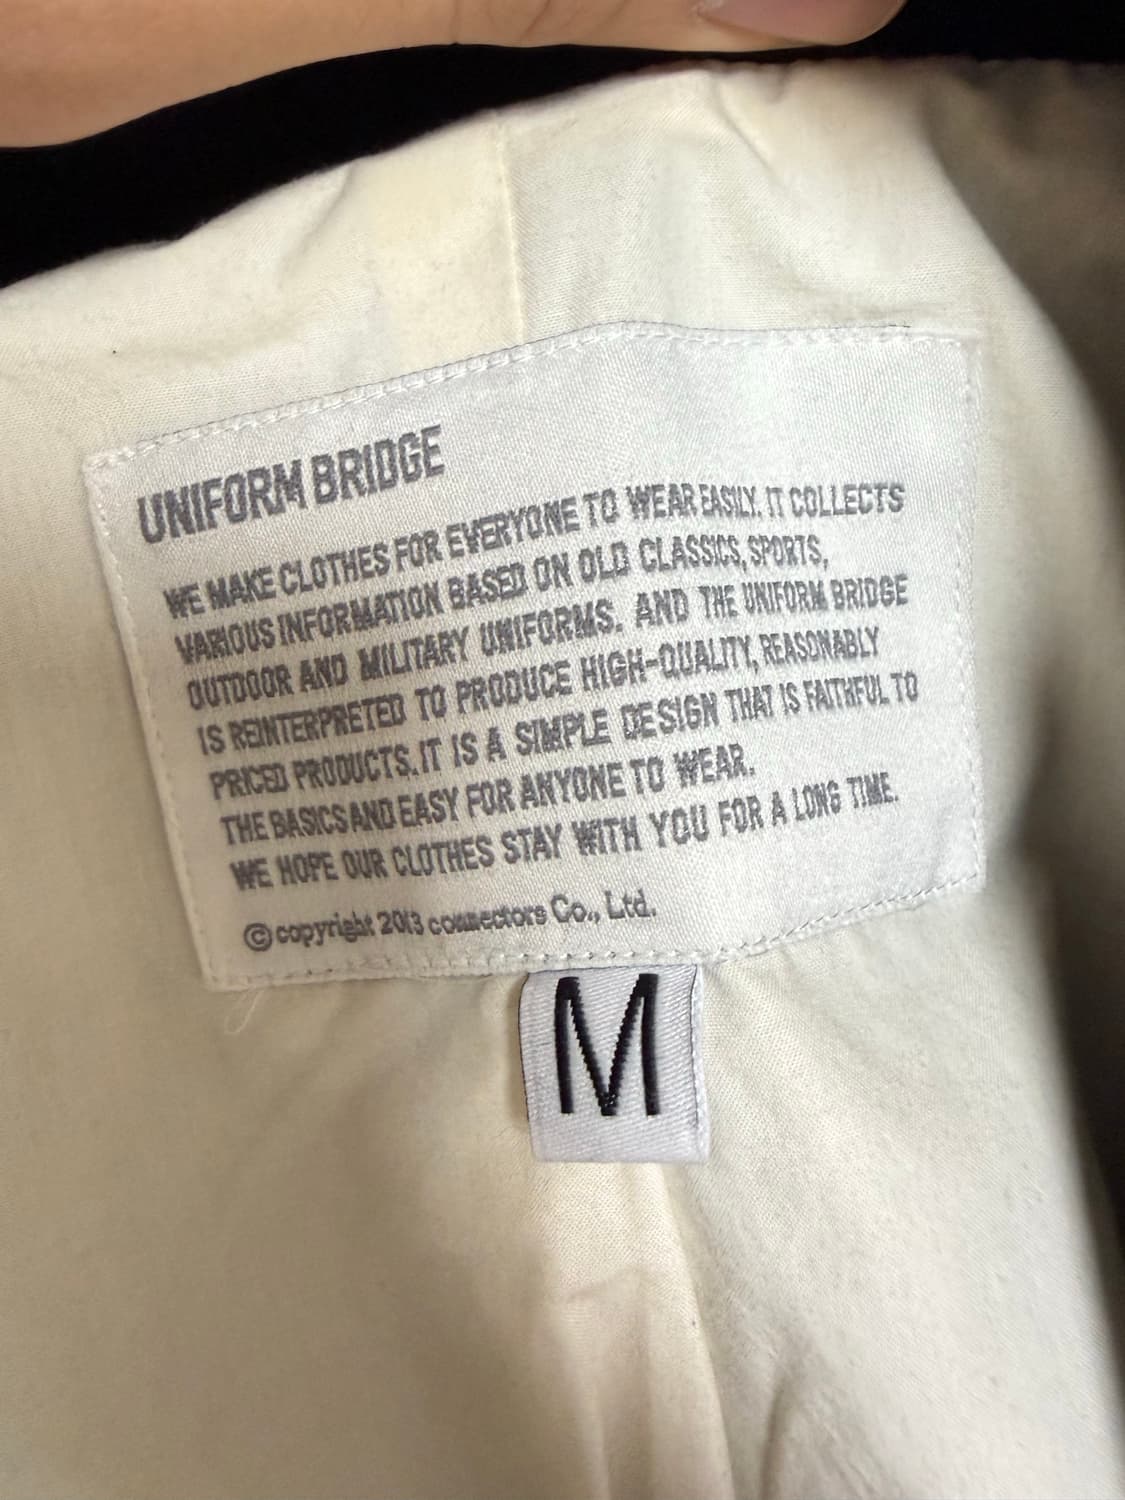 UNIFORM BRIDGE
WE MAKE CLOTHES FOR EVERYONE TO WEAR EASILY. IT COLLECTS
VARIOUS INFORMATION BASED ON OLD CLASSICS, SPORTS,
OUTDOOR AND MILITARY UNIFORMS. AND THE UNIFORM BRIDGE
IS REINTERPRETED TO PRODUCE HIGH-QUALITY, REASONABLY
PRICED PRODUCTS. IT IS A SIMPLE DESIGN THAT IS FAITHFUL TO
THE BASICS AND EASY FOR ANYONE TO WEAR.
WE HOPE OUR CLOTHES STAY WITH YOU FOR A LONG TIME.
© copyright 2013 connectors Co., Ltd.
M